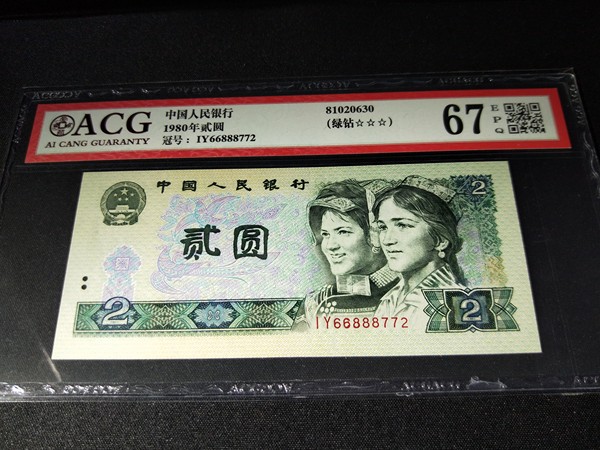 ACG
AI CANG GUARANTY
中国人民银行
1980年贰圆
冠号: IY66888772
81020630
(绿钻☆☆☆)
67
E
P
Q
中国人民银行
2
贰圆
2
IY66888772
2